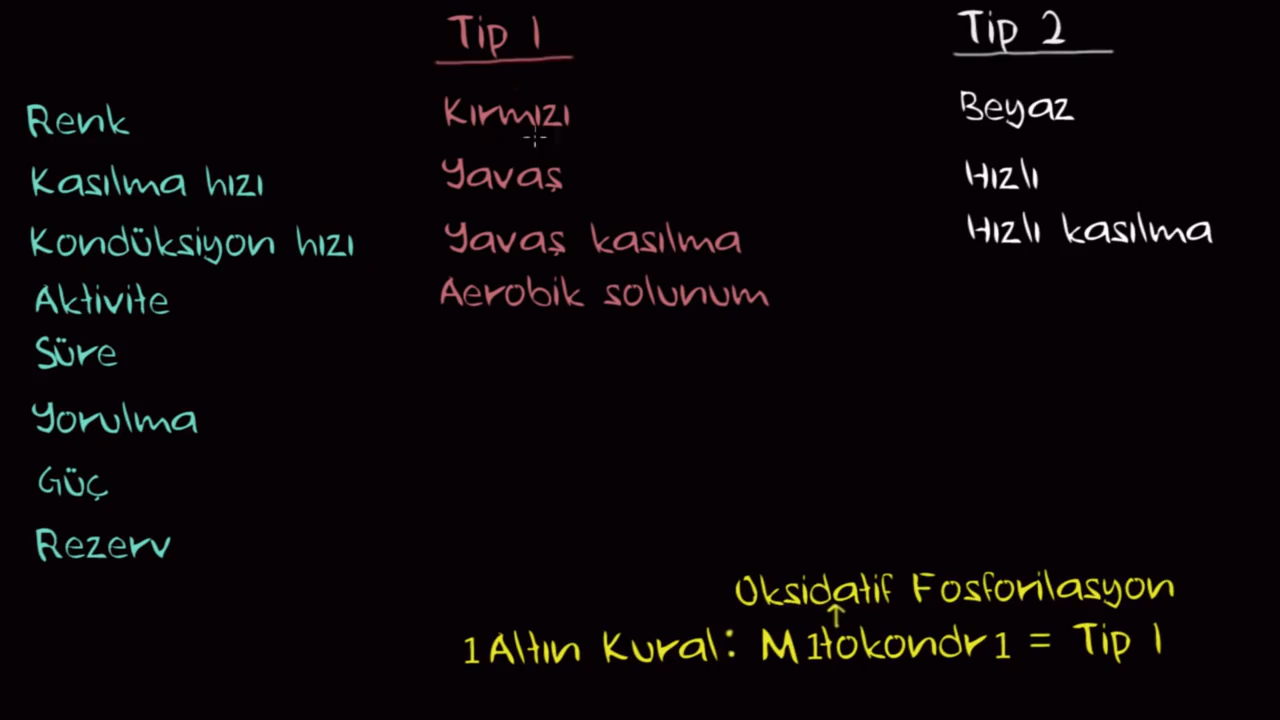 Tip 1 Tip 2
Renk Kırmızı Beyaz
Kasılma hızı Yavaş Hızlı
Kondüksiyon hızı Yavaş kasılma Hızlı kasılma
Aktivite Aerobik solunum
Süre
Yorulma
Güç
Rezerv
Oksidatif Fosforilasyon
1 Altın Kural: M1tokondr1 = Tip 1